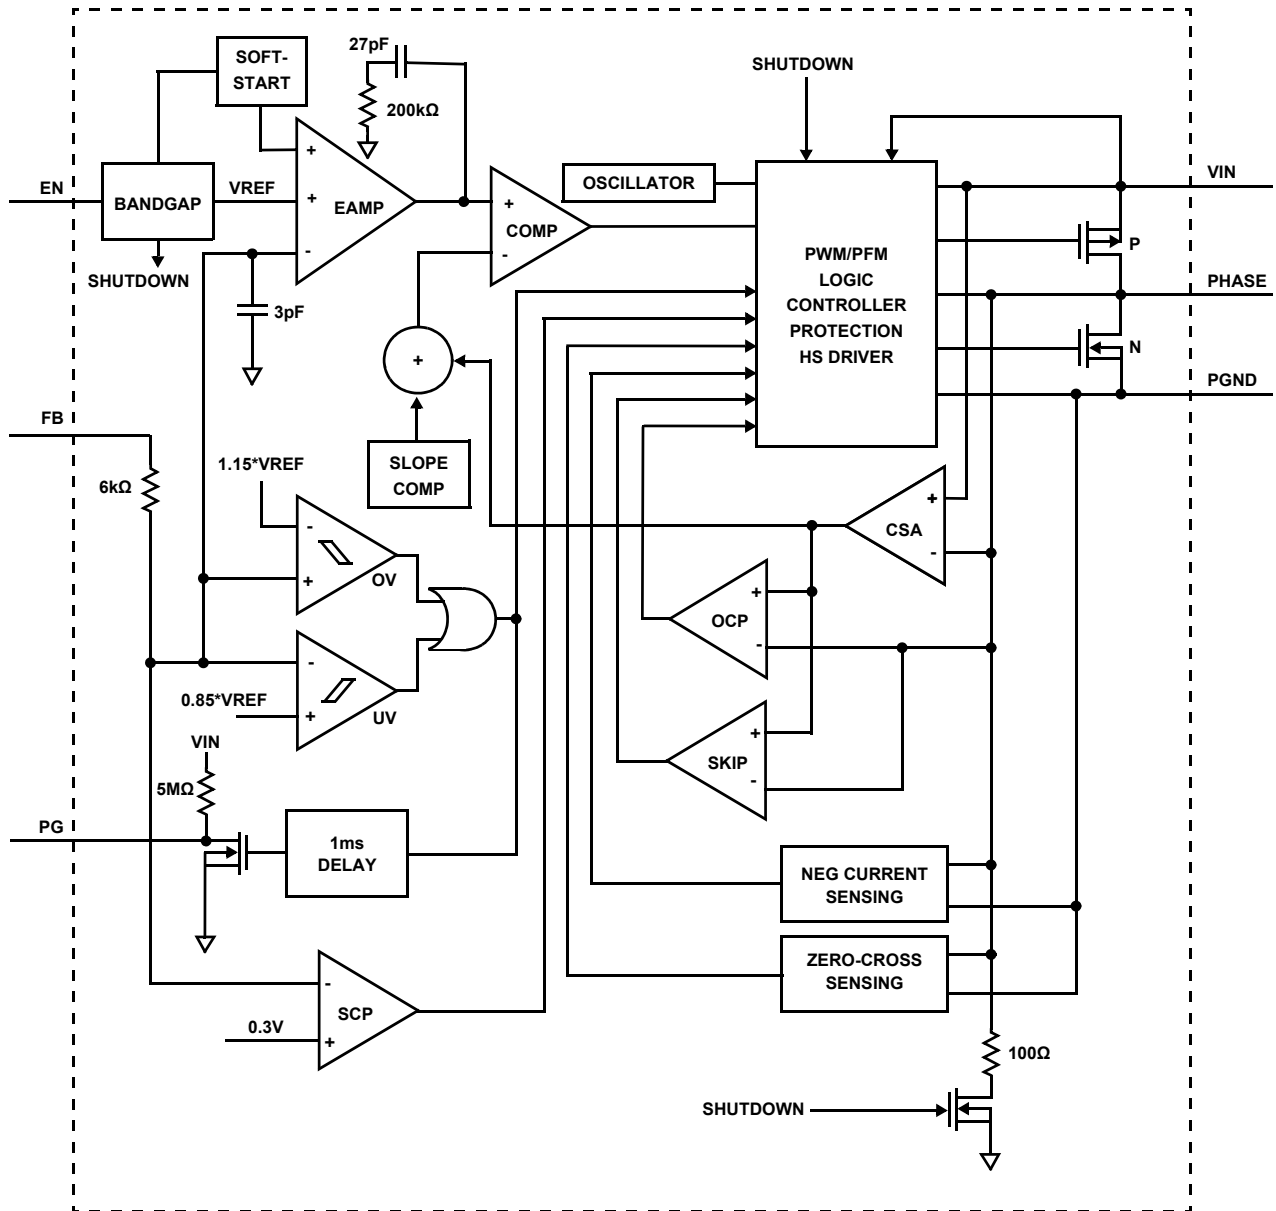 SOFT-
START
27pF
200kΩ
SHUTDOWN
EN
BANDGAP
VREF
+
+
-
EAMP
SHUTDOWN
3pF
+
-
COMP
OSCILLATOR
PWM/PFM
LOGIC
CONTROLLER
PROTECTION
HS DRIVER
VIN
P
PHASE
N
PGND
+
SLOPE
COMP
FB
6kΩ
1.15*VREF
-
+
OV
-
+
UV
0.85*VREF
+
-
CSA
+
-
OCP
+
-
SKIP
VIN
5MΩ
PG
1ms
DELAY
NEG CURRENT
SENSING
ZERO-CROSS
SENSING
-
+
SCP
0.3V
100Ω
SHUTDOWN